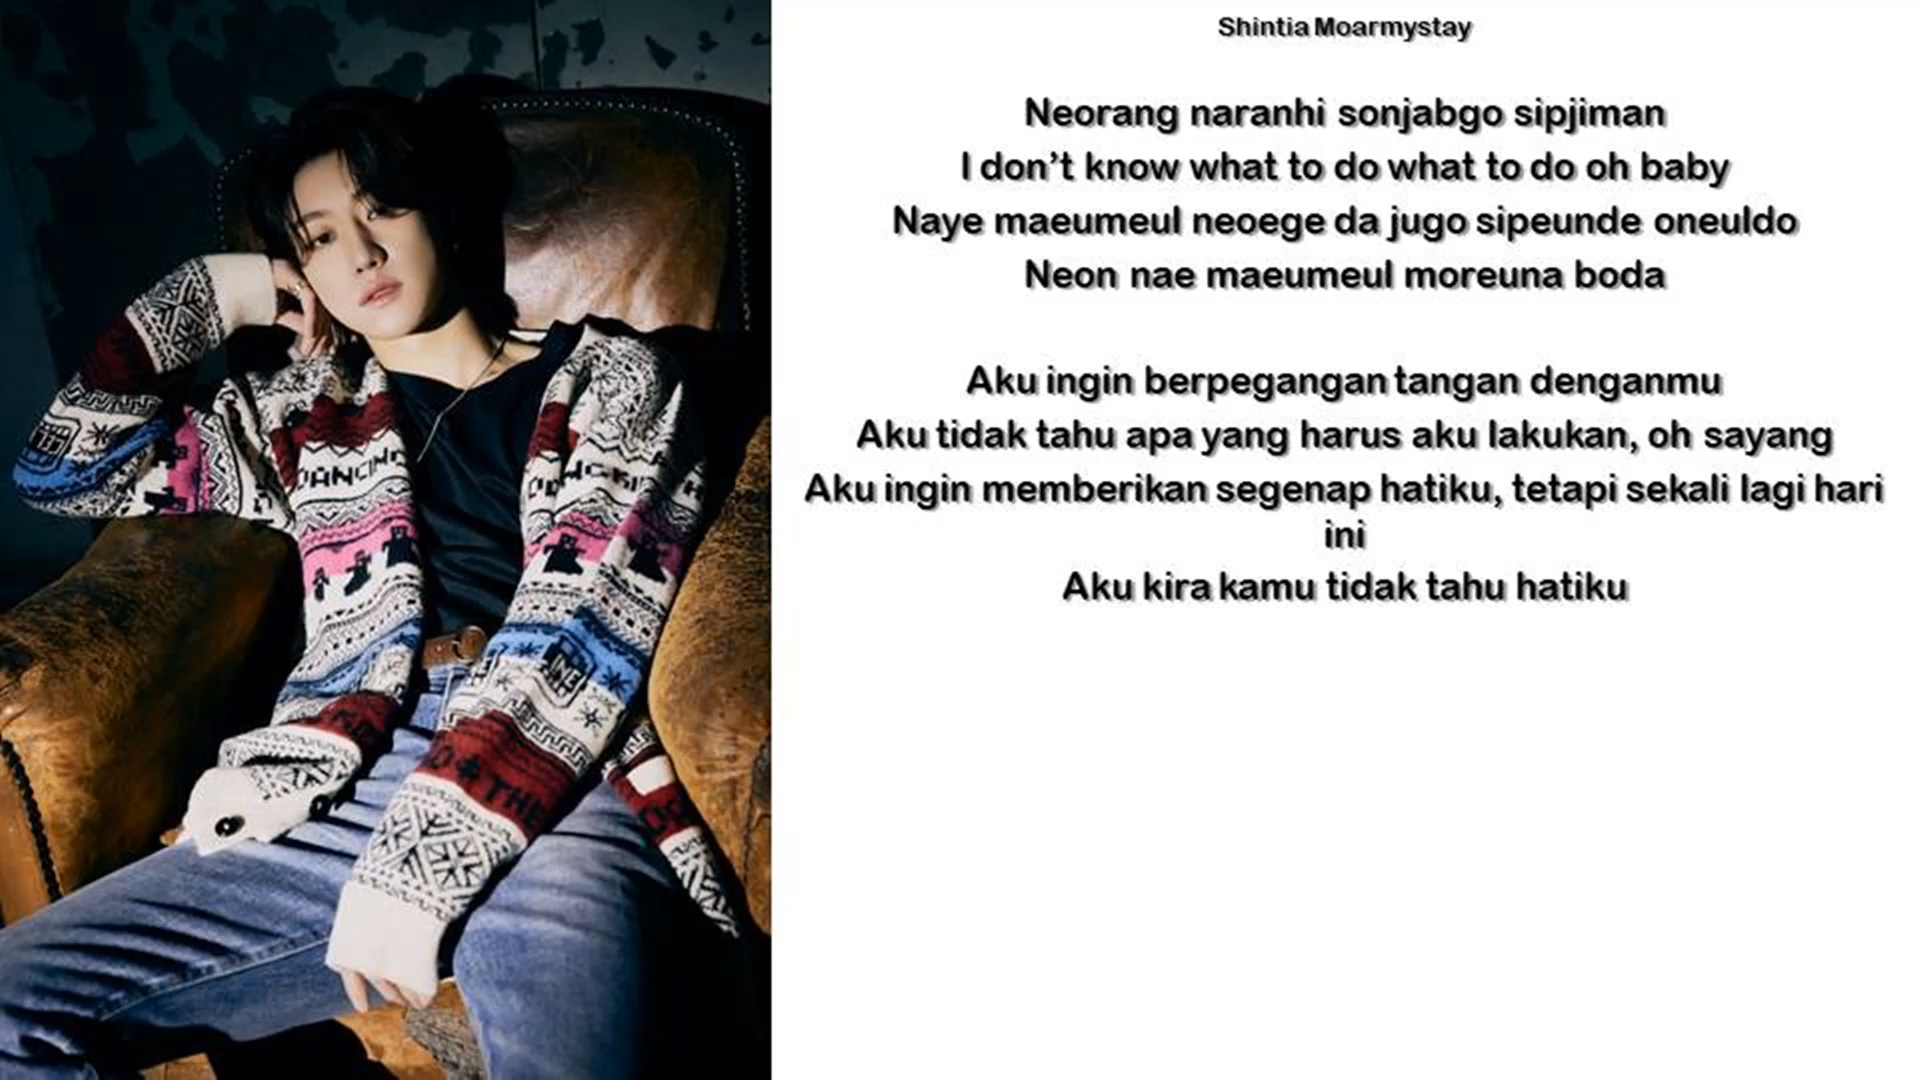 Shintia Moarmystay
Neorang naranhi sonjabgo sipjiman
I don't know what to do what to do oh baby
Naye maeumeul neoege da jugo sipeunde oneuldo
Neon nae maeumeul moreuna boda
Aku ingin berpegangan tangan denganmu
Aku tidak tahu apa yang harus aku lakukan, oh sayang
Aku ingin memberikan segenap hatiku, tetapi sekali lagi hari
ini
Aku kira kamu tidak tahu hatiku
DANCING
THE